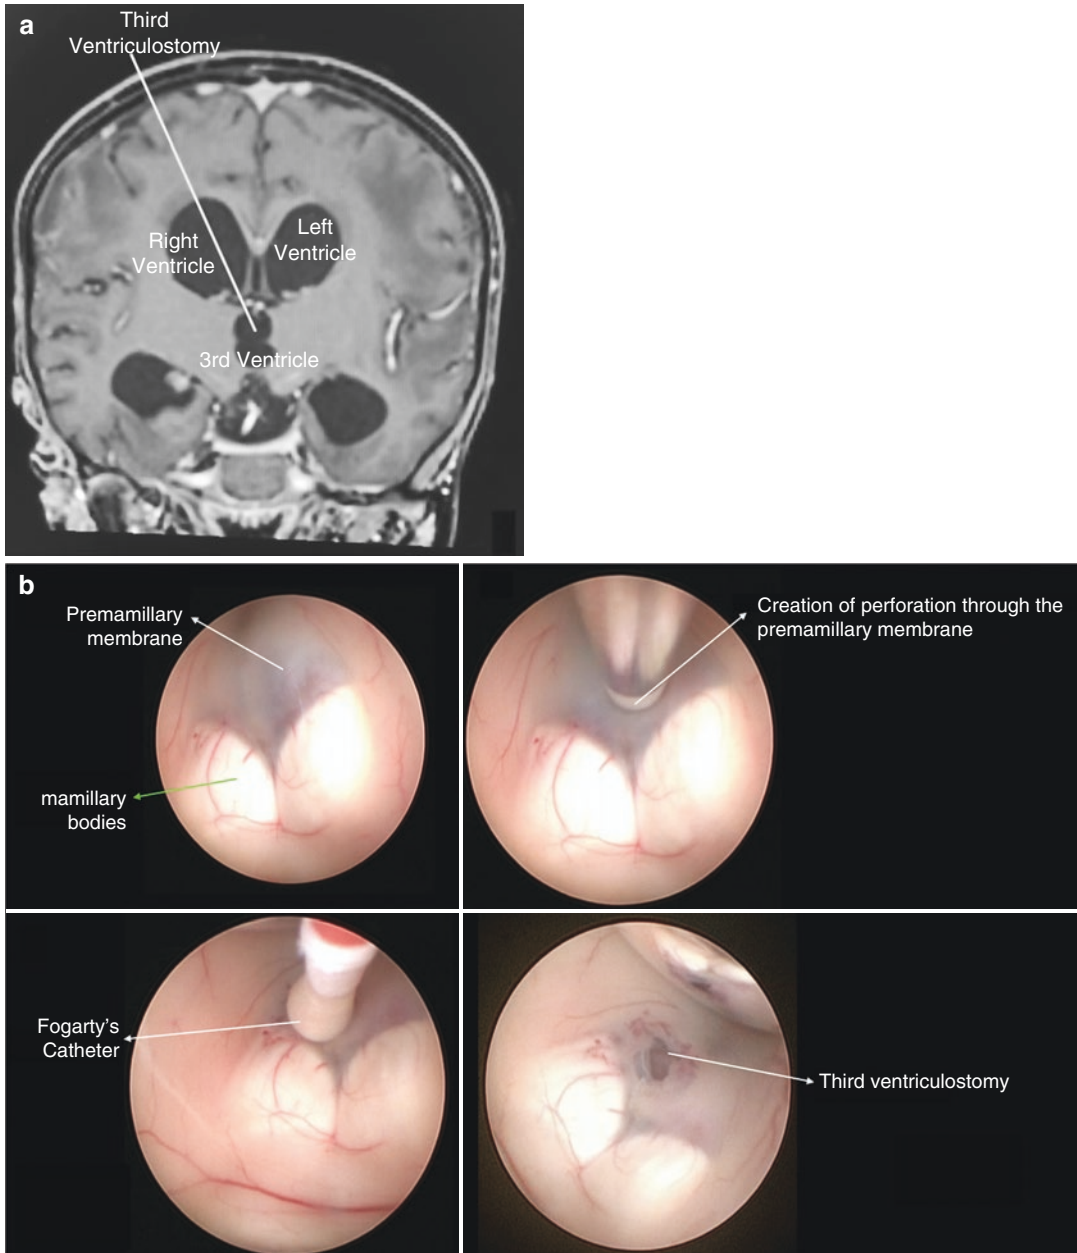 a
Third
Ventriculostomy
Right
Ventricle
Left
Ventricle
3rd Ventricle
b
Premamillary
membrane
mamillary
bodies
Creation of perforation through the
premamillary membrane
Fogarty’s
Catheter
Third ventriculostomy